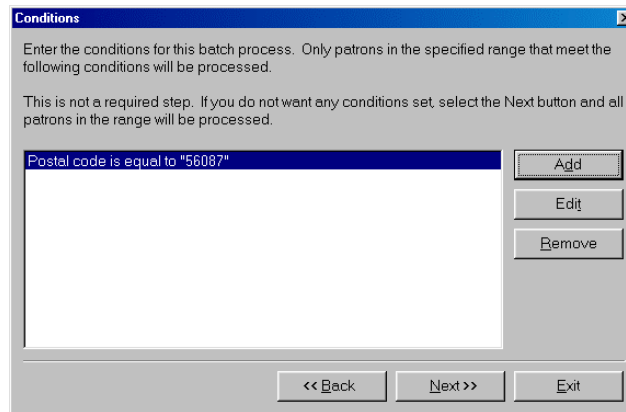 Conditions
Enter the conditions for this batch process. Only patrons in the specified range that meet the
following conditions will be processed.
This is not a required step. If you do not want any conditions set, select the Next button and all
patrons in the range will be processed.
Postal code is equal to "56087"
Add
Edit
Remove
<< Back
Next >>
Exit